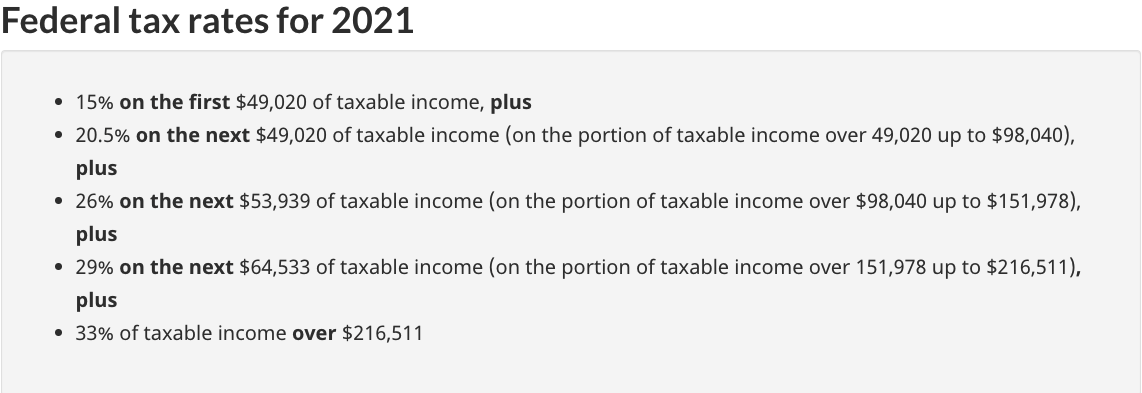 Federal tax rates for 2021
• 15% on the first $49,020 of taxable income, plus
• 20.5% on the next $49,020 of taxable income (on the portion of taxable income over 49,020 up to $98,040),
plus
• 26% on the next $53,939 of taxable income (on the portion of taxable income over $98,040 up to $151,978),
plus
• 29% on the next $64,533 of taxable income (on the portion of taxable income over 151,978 up to $216,511),
plus
• 33% of taxable income over $216,511